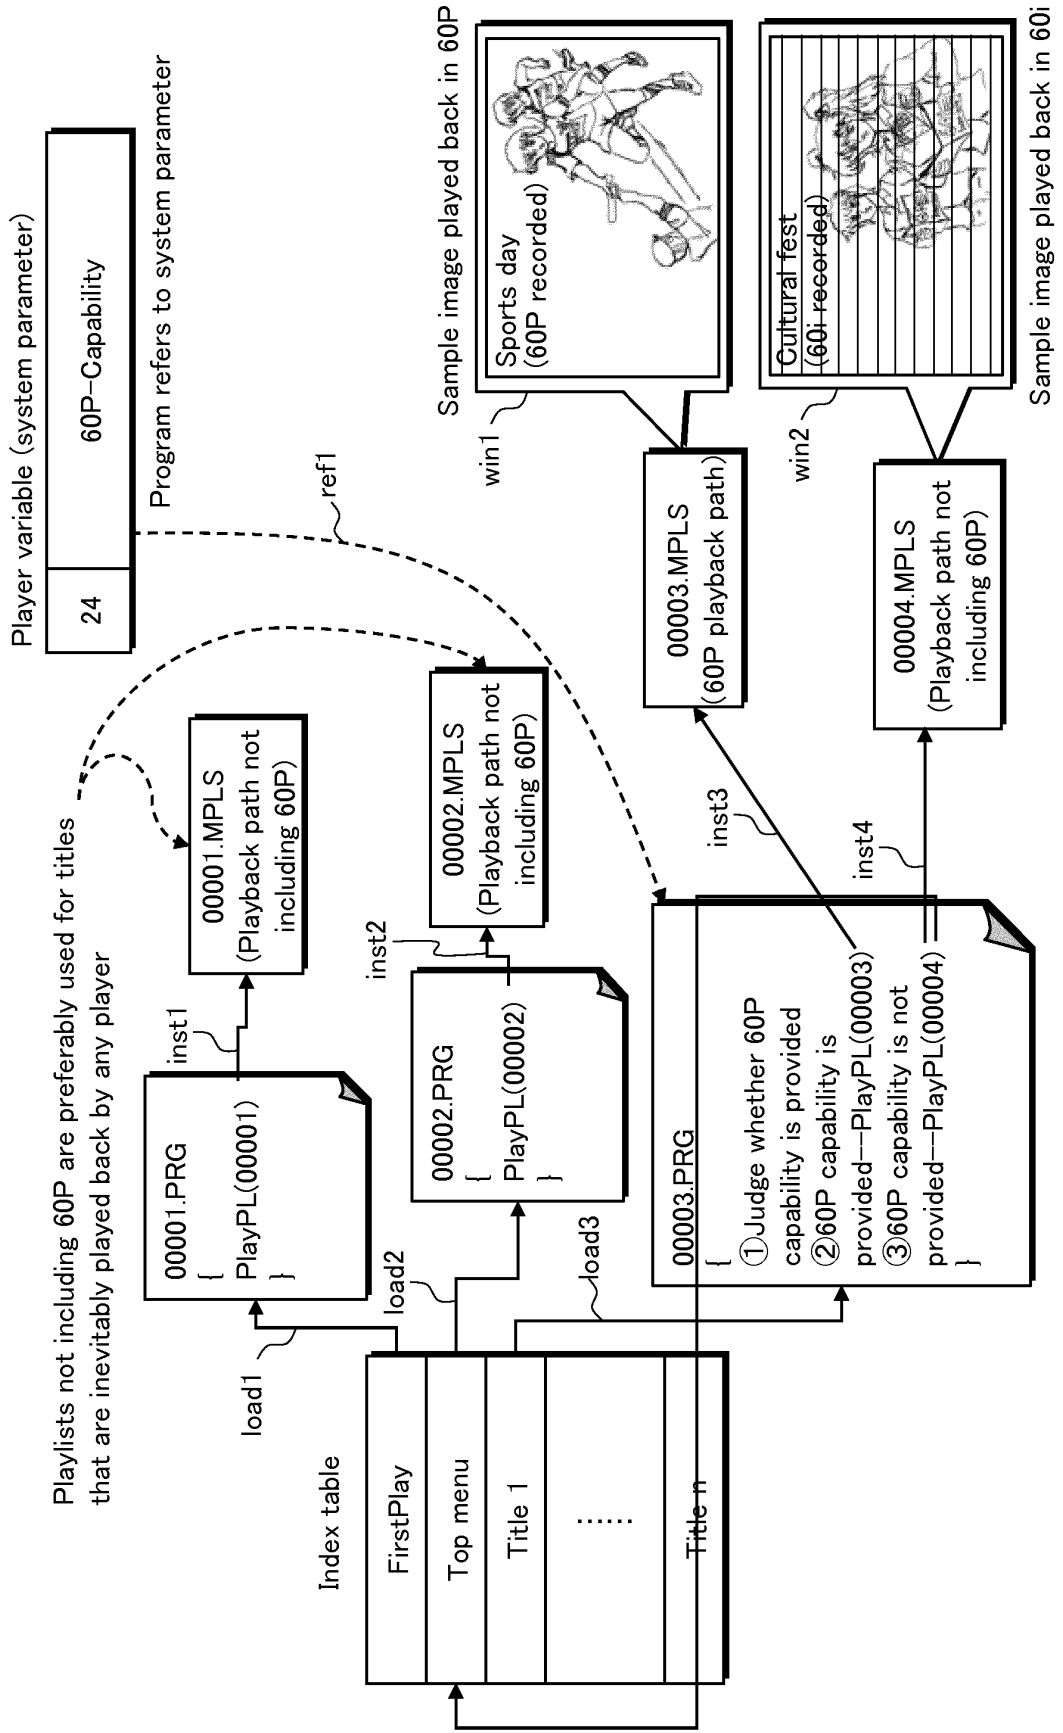 Player variable (system parameter)
24
60P-Capability
Program refers to system parameter
ref1
Playlists not including 60P are preferably used for titles
that are inevitably played back by any player
Index table
FirstPlay
Top menu
Title 1
......
Title n
load1
load2
load3
00001.PRG
{
PlayPL(00001)
}
inst1
00001.MPLS
(Playback path not
including 60P)
00002.PRG
{
PlayPL(00002)
}
inst2
00002.MPLS
(Playback path not
including 60P)
00003.PRG
{
①Judge whether 60P
capability is provided
②60P capability is
provided--PlayPL(00003)
③60P capability is not
provided--PlayPL(00004)
}
inst3
00003.MPLS
(60P playback path)
inst4
00004.MPLS
(Playback path not
including 60P)
Sample image played back in 60P
win1
Sports day
(60P recorded)
win2
Cultural fest
(60i recorded)
Sample image played back in 60i